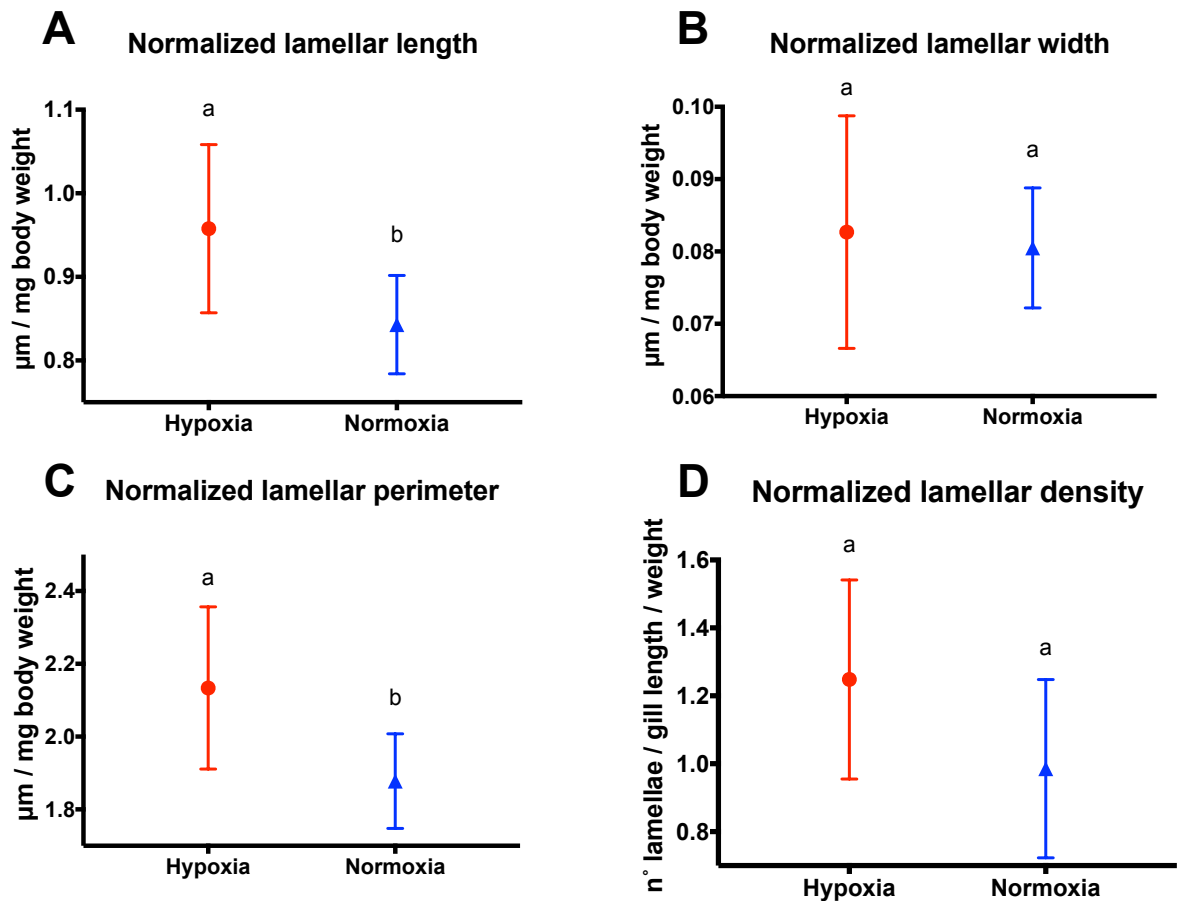 A
Normalized lamellar length
µm / mg body weight
1.1
1.0
0.9
0.8
a
b
Hypoxia
Normoxia
B
Normalized lamellar width
µm / mg body weight
0.10
0.09
0.08
0.07
0.06
a
a
Hypoxia
Normoxia
C
Normalized lamellar perimeter
µm / mg body weight
2.4
2.2
2.0
1.8
a
b
Hypoxia
Normoxia
D
Normalized lamellar density
n° lamellae / gill length / weight
1.6
1.4
1.2
1.0
0.8
a
a
Hypoxia
Normoxia